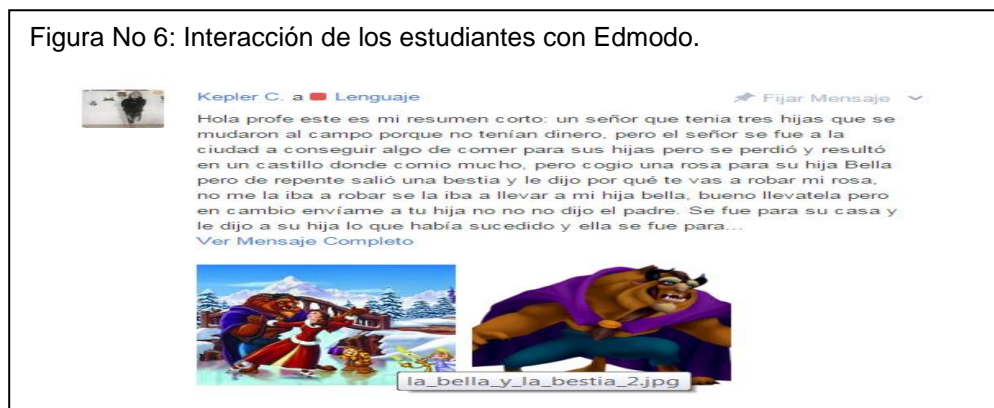 Figura No 6: Interacción de los estudiantes con Edmodo.
Kepler C. a Lenguaje
Fijar Mensaje
Hola profe este es mi resumen corto: un señor que tenia tres hijas que se
mudaron al campo porque no tenían dinero, pero el señor se fue a la
ciudad a conseguir algo de comer para sus hijas pero se perdió y resultó
en un castillo donde comio mucho, pero cogio una rosa para su hija Bella
pero de repente salió una bestia y le dijo por qué te vas a robar mi rosa,
no me la iba a robar se la iba a llevar a mi hija bella, bueno llevatela pero
en cambio envíame a tu hija no no no dijo el padre. Se fue para su casa y
le dijo a su hija lo que había sucedido y ella se fue para...
Ver Mensaje Completo
la_bella_y_la_bestia_2.jpg